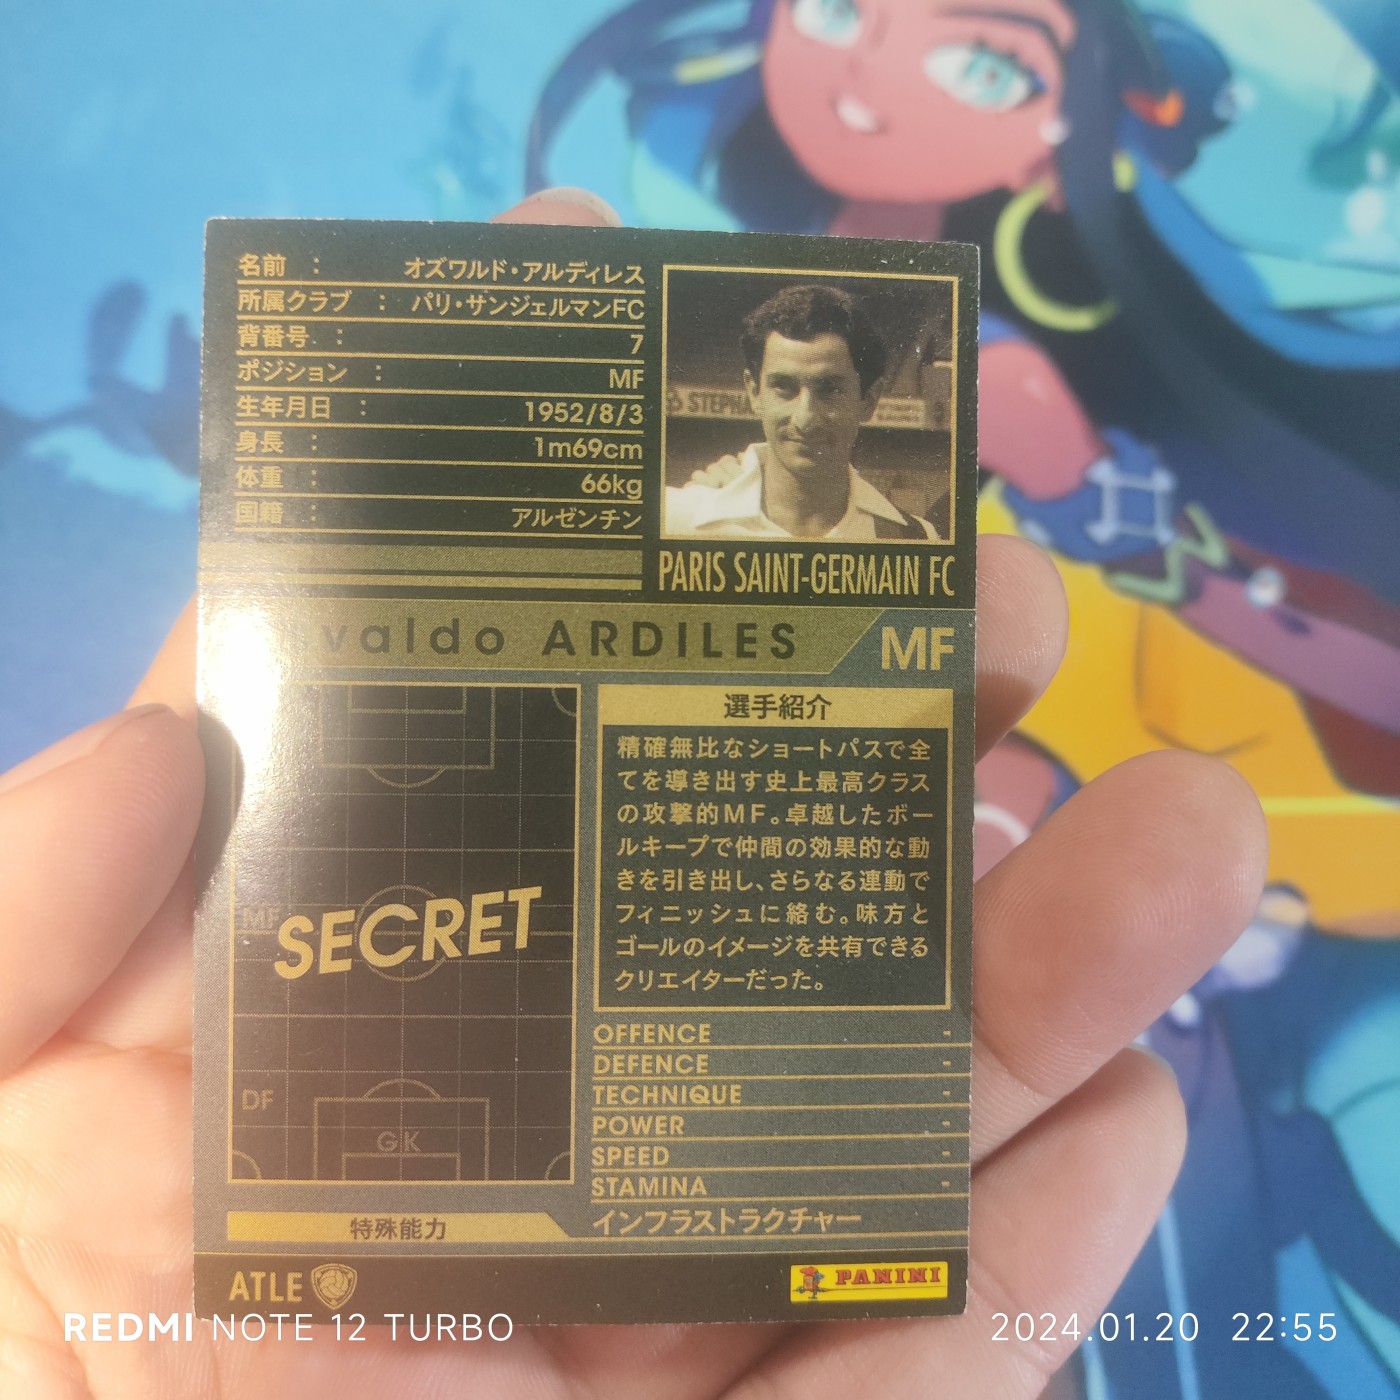 名前 : オズワルド・アルディレス
所属クラブ : パリ・サンジェルマンFC
背番号 : 7
ポジション : MF
生年月日 : 1952/8/3
身長 : 1m69cm
体重 : 66kg
国籍 : アルゼンチン
STEPHA
PARIS SAINT-GERMAIN FC
valdo ARDILES MF
選手紹介
精確無比なショートパスで全
てを導き出す史上最高クラス
の攻撃的MF。卓越したボー
ルキープで仲間の効果的な動
きを引き出し、さらなる連動で
フィニッシュに絡む。味方と
ゴールのイメージを共有できる
クリエイターだった。
MF
SECRET
DF
GK
OFFENCE -
DEFENCE -
TECHNIQUE -
POWER -
SPEED -
STAMINA -
特殊能力 インフラストラクチャー
ATLE
PANINI
REDMI NOTE 12 TURBO
2024.01.20 22:55